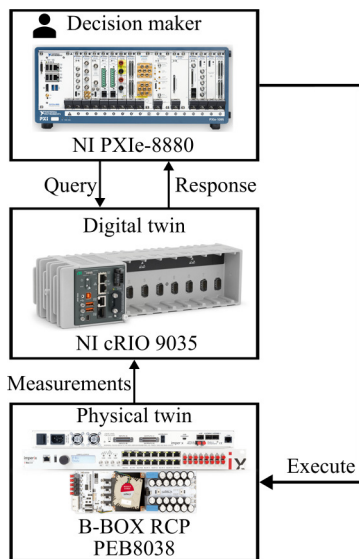 Decision maker
PXI
NI PXIe-8880
Query
Response
Digital twin
NI cRIO 9035
Measurements
Physical twin
Execute
B-BOX RCP
PEB8038